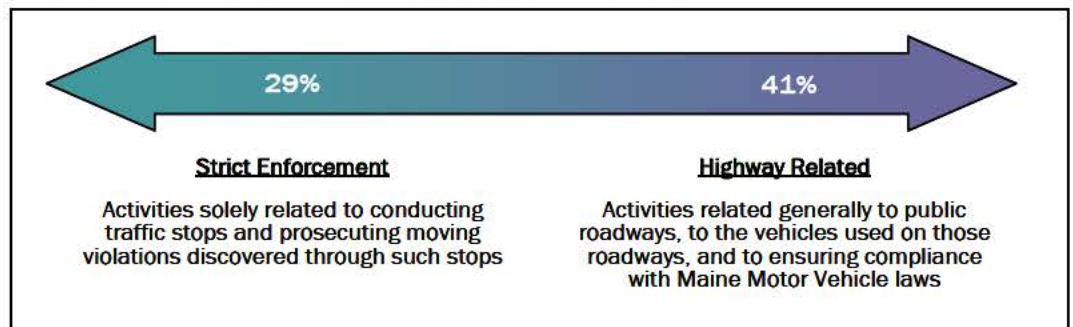 29%
41%
Strict Enforcement
Activities solely related to conducting
traffic stops and prosecuting moving
violations discovered through such stops
Highway Related
Activities related generally to public
roadways, to the vehicles used on those
roadways, and to ensuring compliance
with Maine Motor Vehicle laws